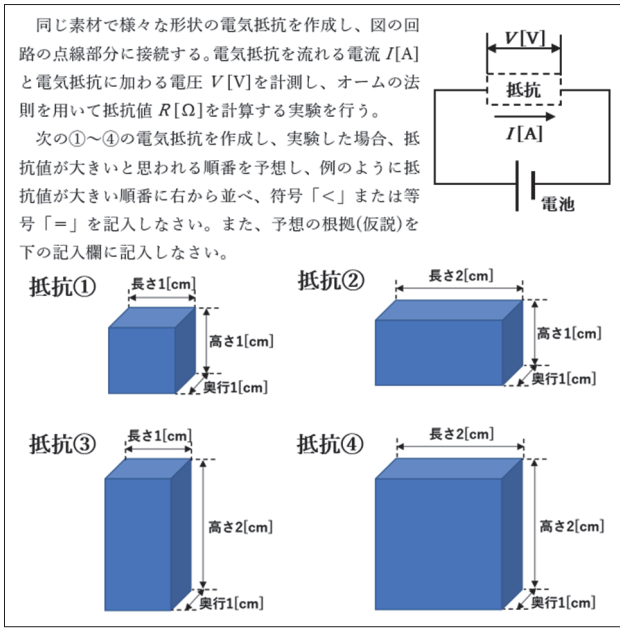 同じ素材で様々な形状の電気抵抗を作成し、図の回
路の点線部分に接続する。電気抵抗を流れる電流 I[A]
と電気抵抗に加わる電圧 V[V]を計測し、オームの法
則を用いて抵抗値 R[Ω]を計算する実験を行う。
次の①～④の電気抵抗を作成し、実験した場合、抵
抗値が大きいと思われる順番を予想し、例のように抵
抗値が大きい順番に右から並べ、符号「<」または等
号「=」を記入しなさい。また、予想の根拠(仮説)を
下の記入欄に記入しなさい。
V[V]
抵抗
I[A]
電池
抵抗①
長さ1[cm]
高さ1[cm]
奥行1[cm]
抵抗②
長さ2[cm]
高さ1[cm]
奥行1[cm]
抵抗③
長さ1[cm]
高さ2[cm]
奥行1[cm]
抵抗④
長さ2[cm]
高さ2[cm]
奥行1[cm]